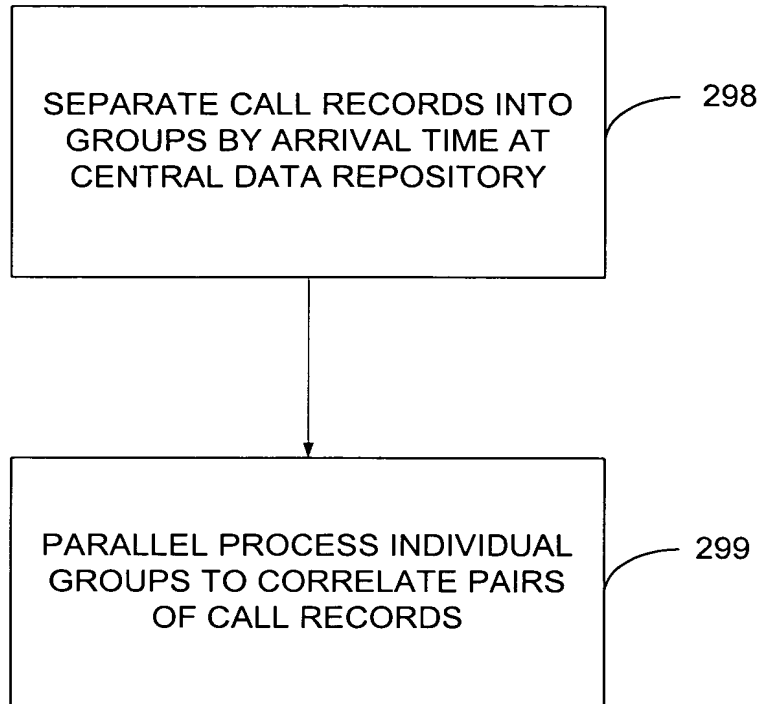 SEPARATE CALL RECORDS INTO
GROUPS BY ARRIVAL TIME AT
CENTRAL DATA REPOSITORY
298
PARALLEL PROCESS INDIVIDUAL
GROUPS TO CORRELATE PAIRS
OF CALL RECORDS
299